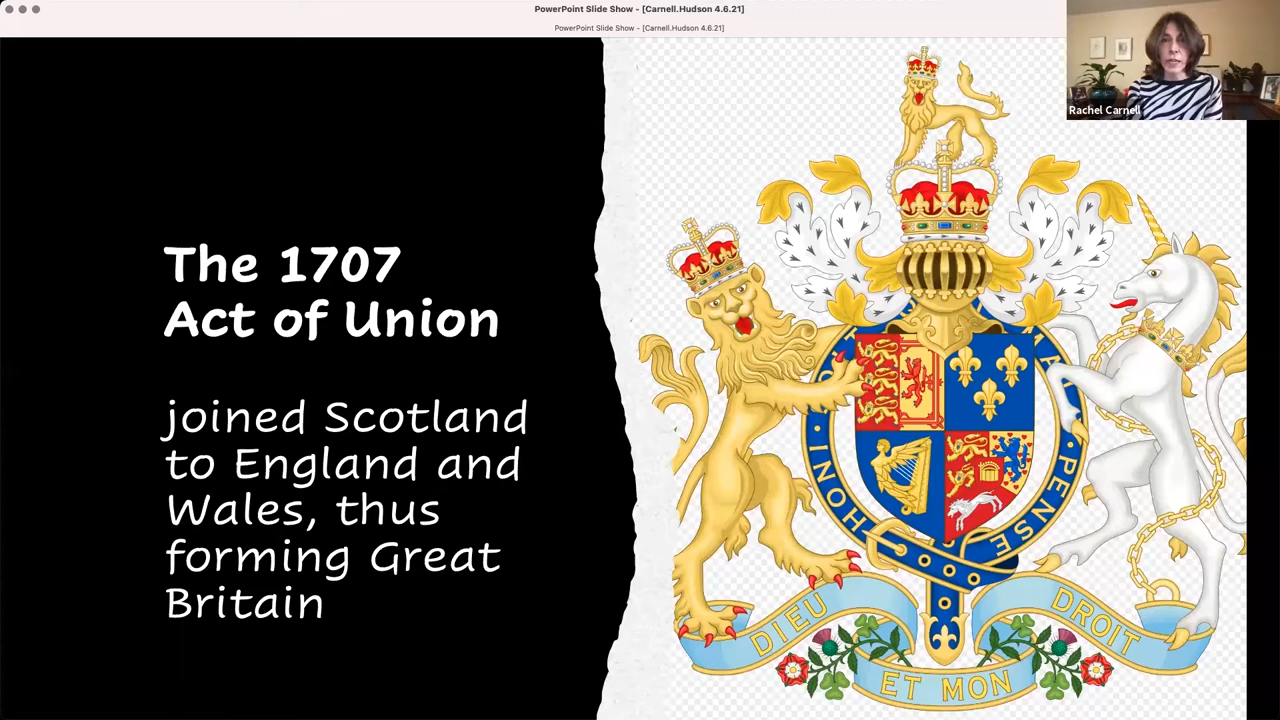 PowerPoint Slide Show - [Carnell.Hudson 4.6.21]
PowerPoint Slide Show - [Carnell.Hudson 4.6.21]
Rachel Carnell
The 1707
Act of Union
joined Scotland
to England and
Wales, thus
forming Great
Britain
HONI
PENSE
DIEU
ET MON
DROIT